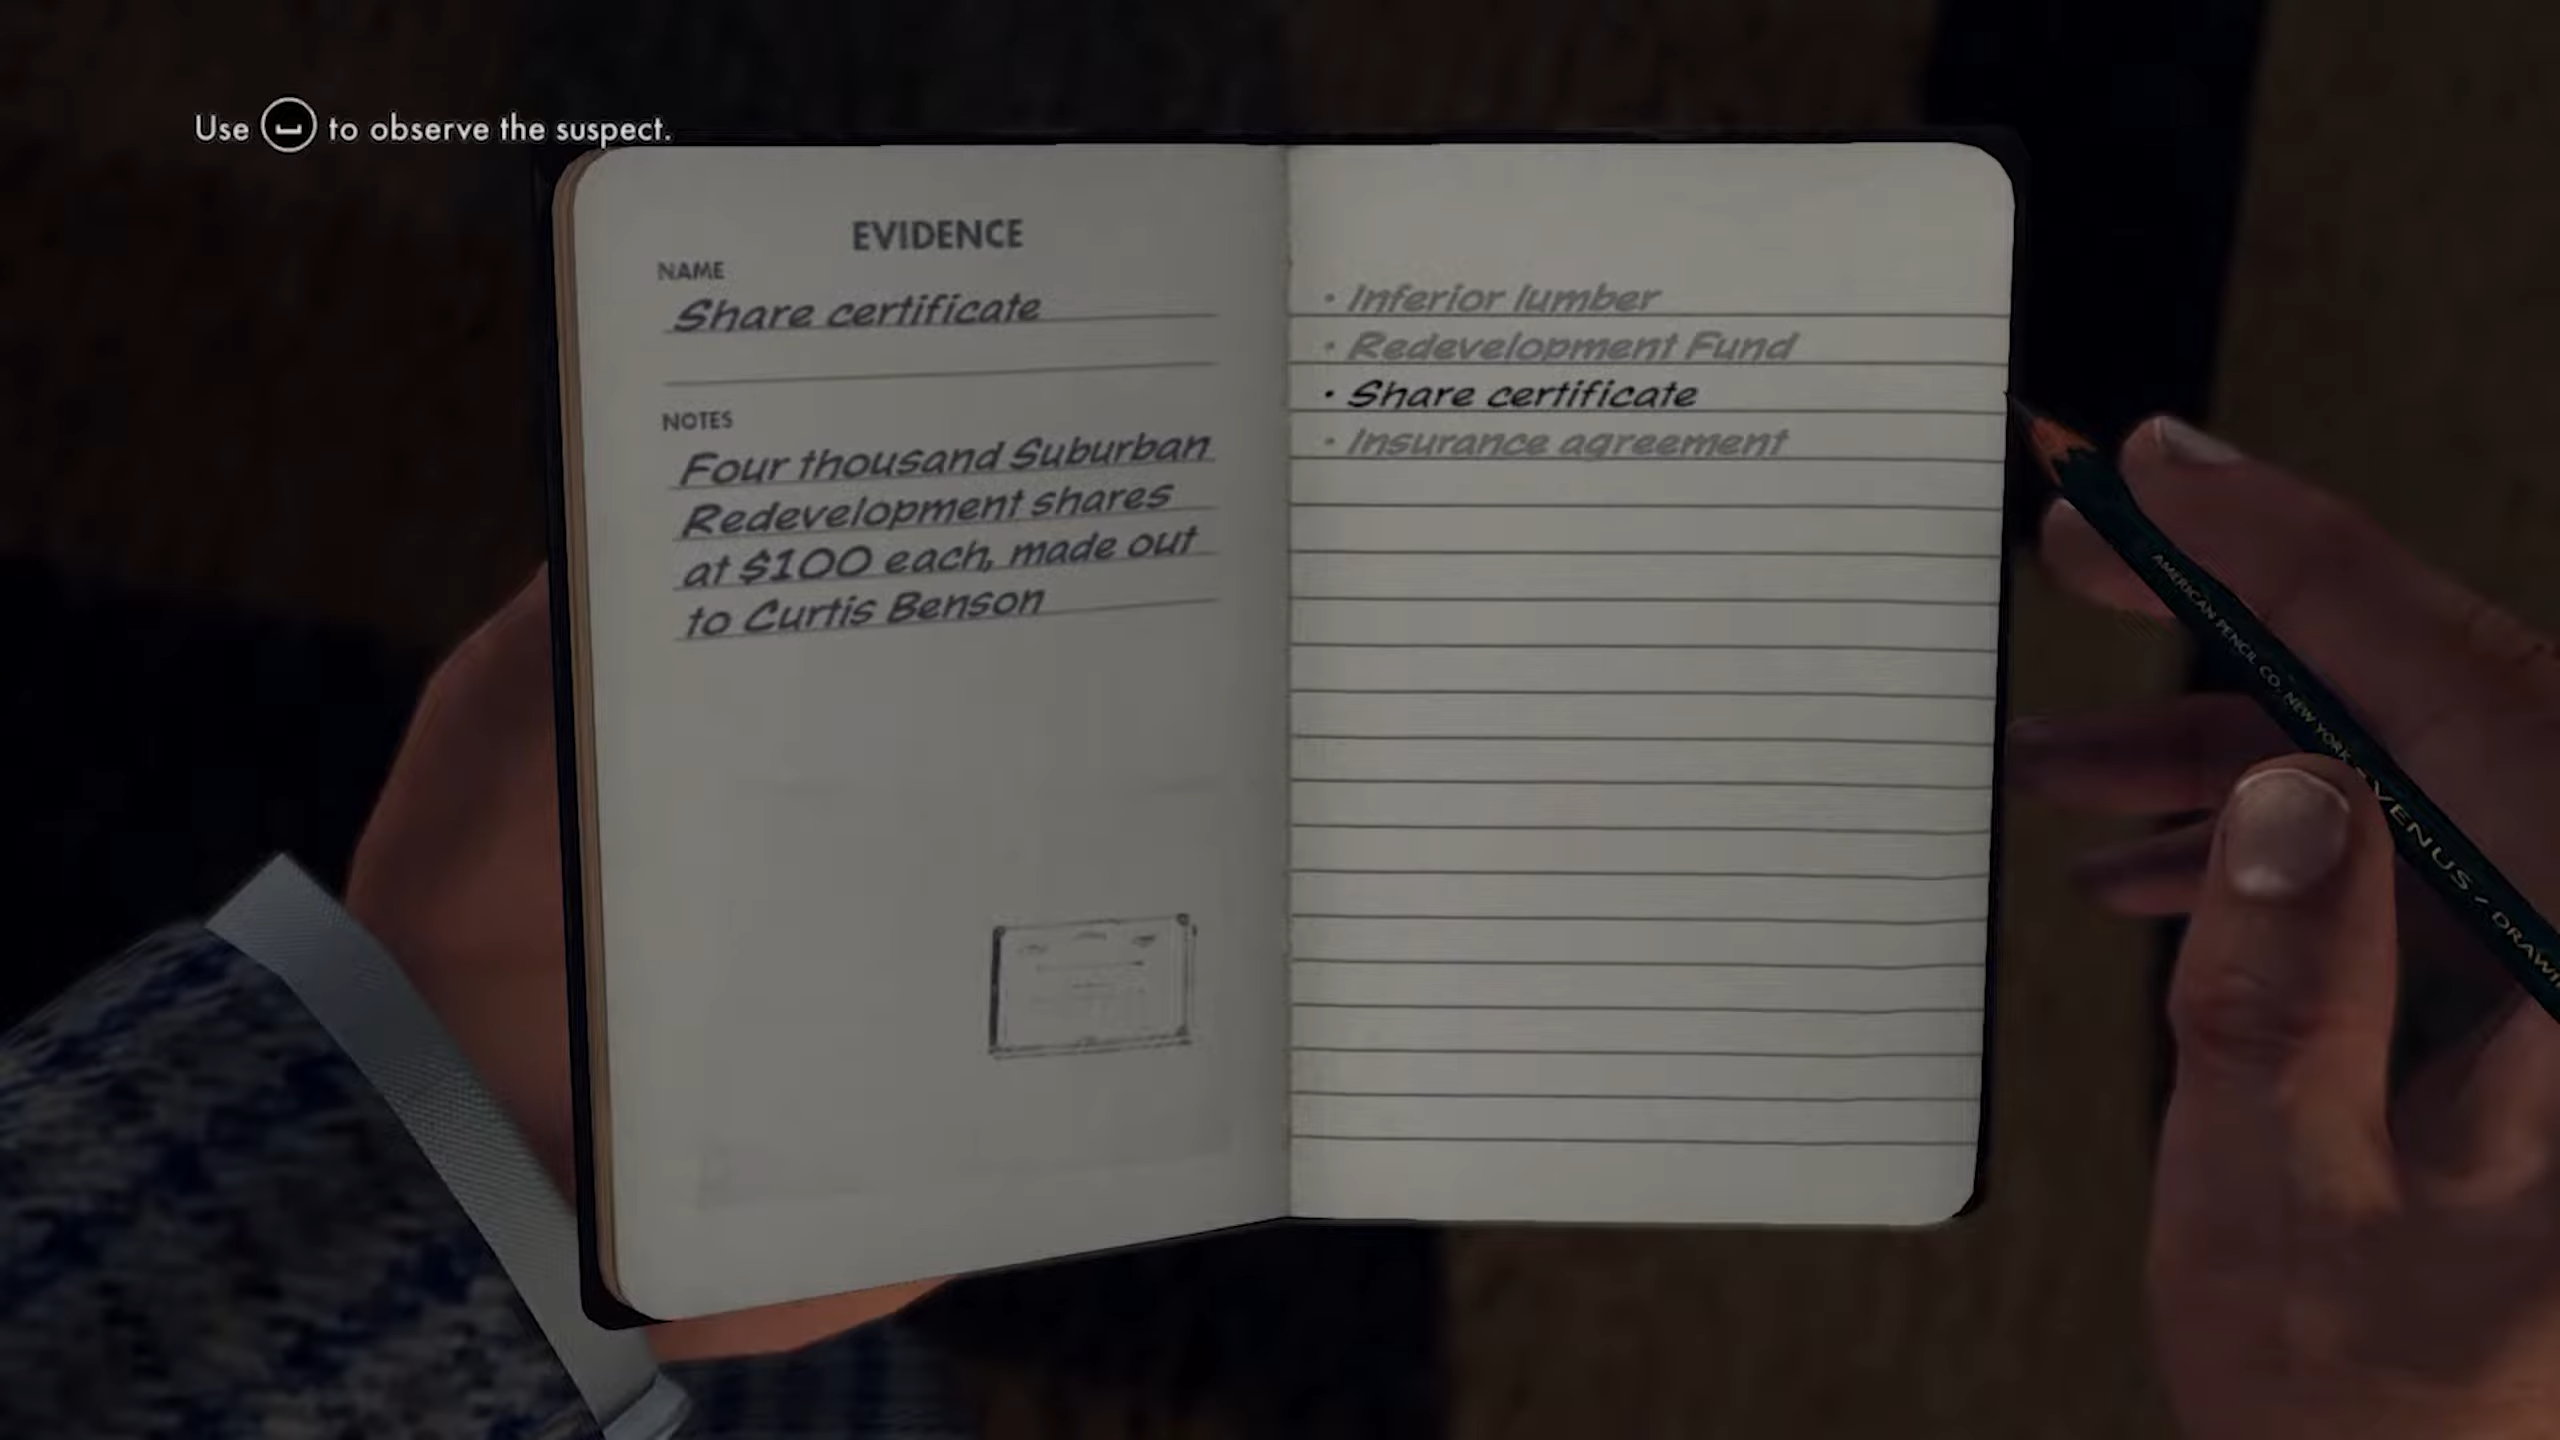 Use to observe the suspect.
EVIDENCE
NAME
Share certificate
NOTES
Four thousand Suburban
Redevelopment shares
at $100 each, made out
to Curtis Benson
• Inferior lumber
• Redevelopment Fund
• Share certificate
• Insurance agreement
AMERICAN PENCIL CO. NEW YORK - VENUS / DRAWI